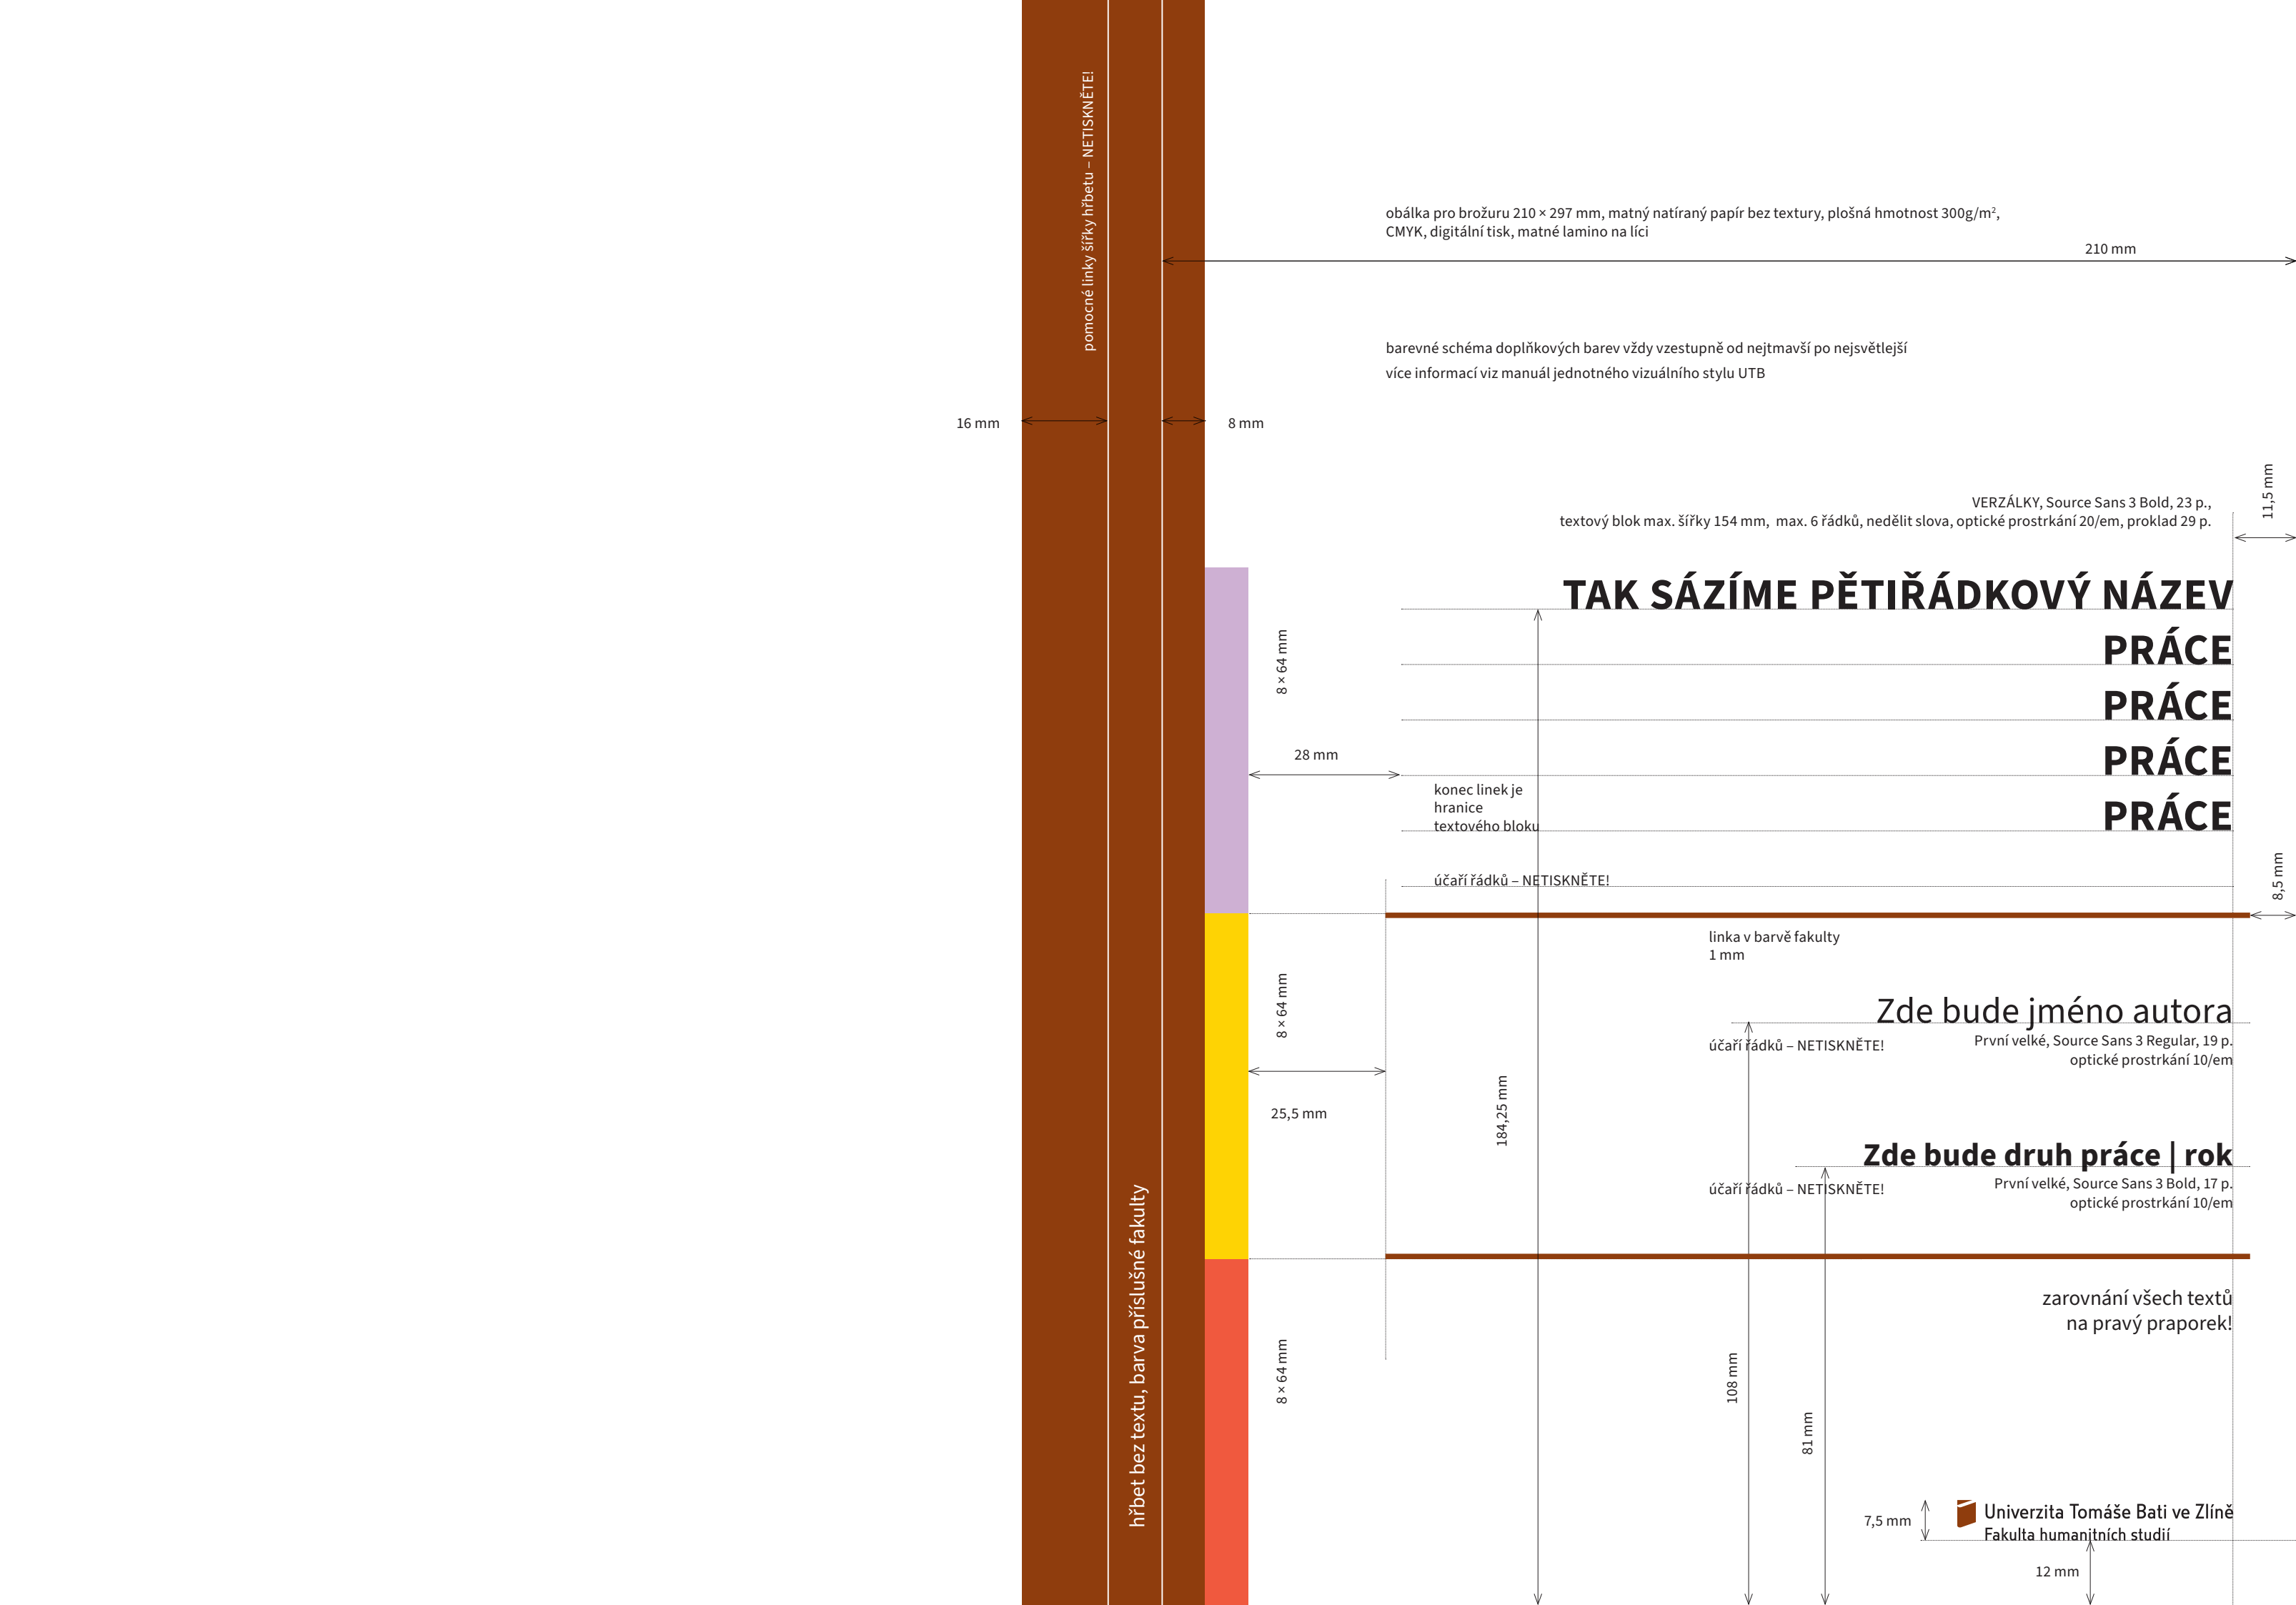 pomocné linky šířky hřbetu – NETISKNĚTE!
obálka pro brožuru 210 × 297 mm, matný natíraný papír bez textury, plošná hmotnost 300g/m²,
CMYK, digitální tisk, matné lamino na líci
210 mm
barevné schéma doplňkových barev vždy vzestupně od nejtmavší po nejsvětlejší
více informací viz manuál jednotného vizuálního stylu UTB
16 mm
8 mm
11,5 mm
VERZÁLKY, Source Sans 3 Bold, 23 p.,
textový blok max. šířky 154 mm, max. 6 řádků, nedělit slova, optické prostrkání 20/em, proklad 29 p.
TAK SÁZÍME PĚTIŘÁDKOVÝ NÁZEV
PRÁCE
PRÁCE
PRÁCE
PRÁCE
8 × 64 mm
28 mm
konec linek je
hranice
textového bloku
účaří řádků – NETISKNĚTE!
8,5 mm
linka v barvě fakulty
1 mm
8 × 64 mm
Zde bude jméno autora
účaří řádků – NETISKNĚTE!
První velké, Source Sans 3 Regular, 19 p.
optické prostrkání 10/em
25,5 mm
184,25 mm
Zde bude druh práce | rok
účaří řádků – NETISKNĚTE!
První velké, Source Sans 3 Bold, 17 p.
optické prostrkání 10/em
hřbet bez textu, barva příslušné fakulty
zarovnání všech textů
na pravý praporek!
8 × 64 mm
108 mm
81 mm
7,5 mm
Univerzita Tomáše Bati ve Zlíně
Fakulta humanitních studií
12 mm